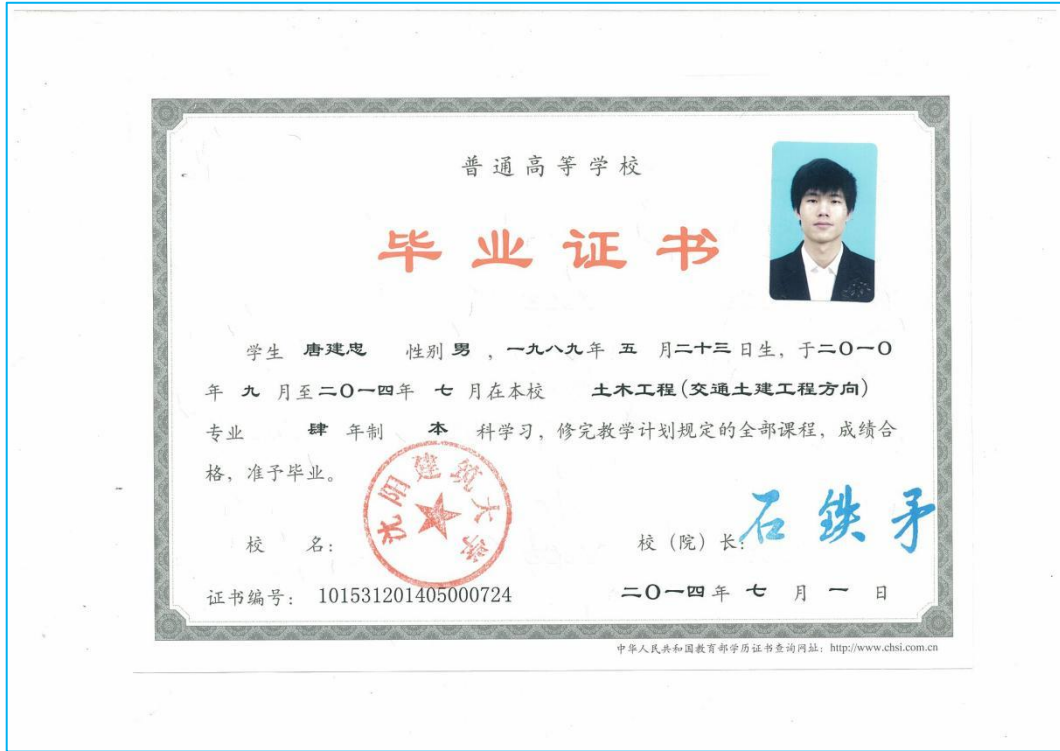 普通高等学校
毕业证书
学生 唐建忠 性别 男 ，一九八九年 五 月二十三日生，于二〇一〇
年 九 月至二〇一四年 七 月在本校 土木工程(交通土建工程方向)
专业 肆 年制 本 科学习，修完教学计划规定的全部课程，成绩合
格，准予毕业。
沈阳建筑大学
校 名：
校（院）长：石铁矛
证书编号： 101531201405000724
二〇一四年 七 月 一 日
中华人民共和国教育部学历证书查询网址：http://www.chsi.com.cn